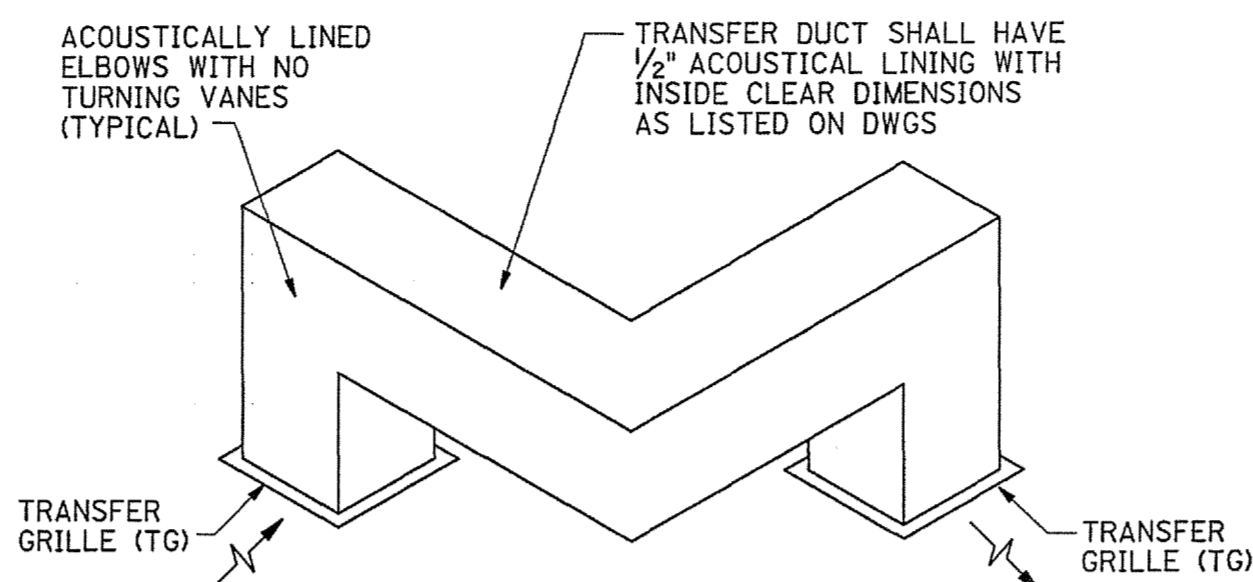 ACOUSTICALLY LINED
ELBOWS WITH NO
TURNING VANES
(TYPICAL)
TRANSFER DUCT SHALL HAVE
1/2" ACOUSTICAL LINING WITH
INSIDE CLEAR DIMENSIONS
AS LISTED ON DWGS
TRANSFER
GRILLE (TG)
TRANSFER
GRILLE (TG)